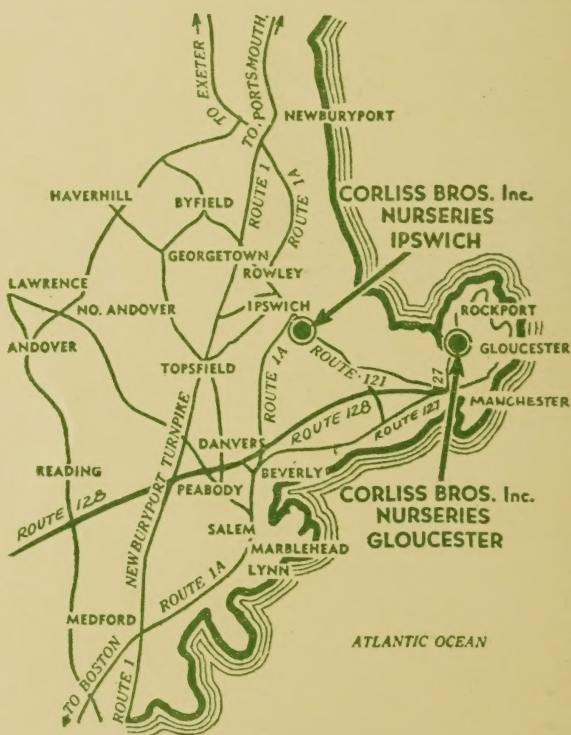 TO EXETER
TO PORTSMOUTH
NEWBURYPORT
ROUTE 1
ROUTE 1A
HAVERHILL
BYFIELD
CORLISS BROS. Inc.
NURSERIES
IPSWICH
GEORGETOWN
ROWLEY
LAWRENCE
NO. ANDOVER
IPSWICH
ROCKPORT
ANDOVER
GLOUCESTER
TOPSFIELD
ROUTE 1A
ROUTE·121
127
MANCHESTER
ROUTE 128
ROUTE 127
DANVERS
NEWBURYPORT TURNPIKE
READING
BEVERLY
PEABODY
ROUTE 128
CORLISS BROS. Inc.
NURSERIES
GLOUCESTER
SALEM
MARBLEHEAD
LYNN
ROUTE 1A
MEDFORD
ATLANTIC OCEAN
TO BOSTON
ROUTE 1